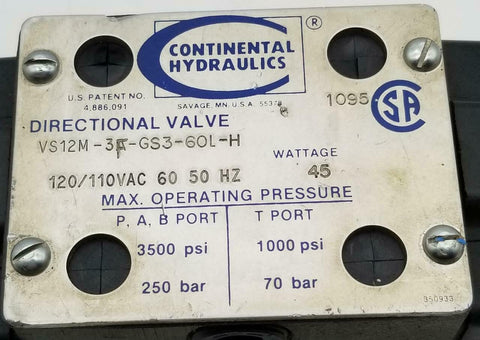 CONTINENTAL
HYDRAULICS
®
U.S. PATENT NO.
4,886,091
SAVAGE, MN. U.S.A. 55378
1095
CSA
DIRECTIONAL VALVE
VS12M-3F-GS3-60L-H
WATTAGE
120/110VAC 60 50 HZ 45
MAX. OPERATING PRESSURE
P, A, B PORT T PORT
3500 psi 1000 psi
250 bar 70 bar
350933